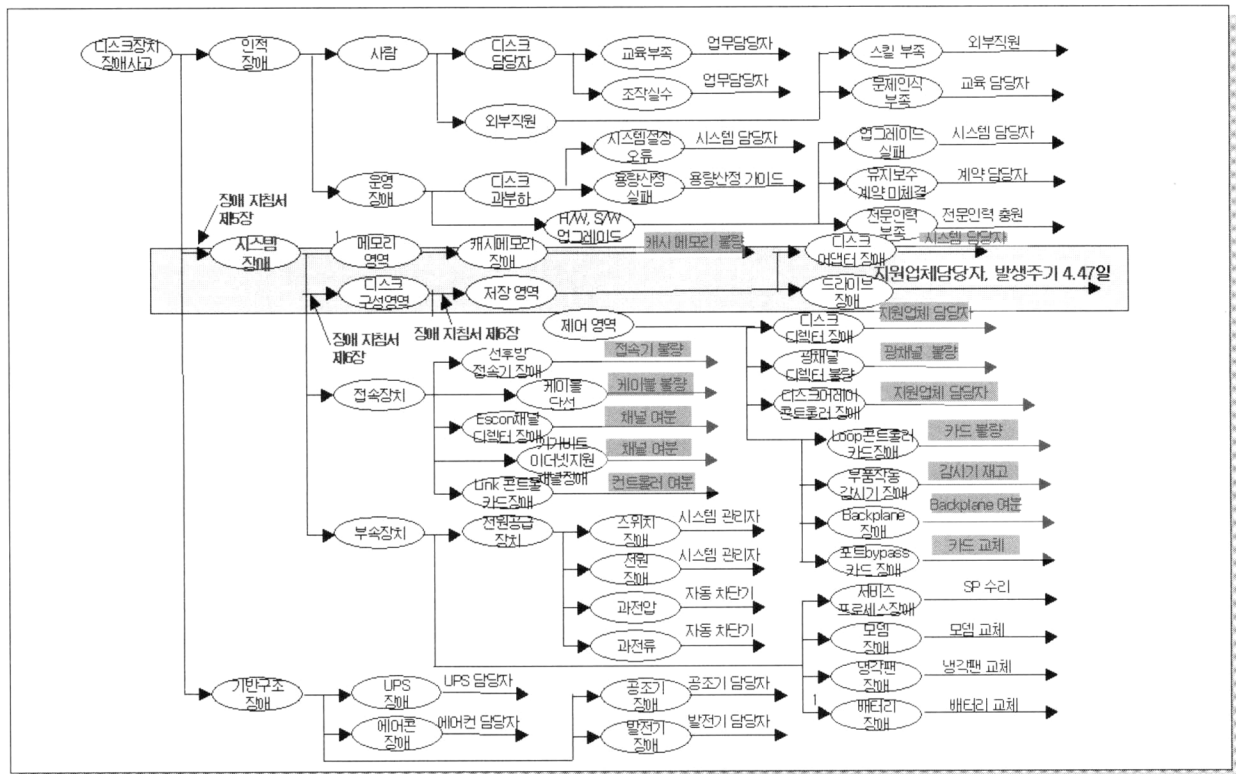 디스크장치
장애사고
인적
장애
사람
디스크
담당자
교육부족
업무담당자
조작실수
업무담당자
외부직원
스킬 부족
외부직원
문제인식
부족
교육 담당자
운영
장애
디스크
과부하
시스템설정
오류
시스템 담당자
용량산정
실패
용량산정 가이드
H/W, S/W
업그레이드
업그레이드
실패
시스템 담당자
유지보수
계약 미체결
계약 담당자
전문인력
부족
전문인력 충원
장애 지침서
제5장
시스템
장애
1
메모리
영역
캐시메모리
장애
캐시 메모리 불량
디스크
어댑터 장애
시스템 담당자
지원업체담당자, 발생주기 4.47일
디스크
구성영역
저장 영역
드라이브
장애
장애 지침서
제6장
장애 지침서 제6장
제어 영역
디스크
디렉터 장애
지원업체 담당자
광채널
디렉터 불량
광채널 불량
디스크어레이
콘트롤러 장애
지원업체 담당자
Loop콘트롤러
카드장애
카드 불량
부품작동
감시기 장애
감시기 재고
Backplane
장애
Backplane 여분
포트bypass
카드 장애
카드 교체
접속장치
선후방
접속기 장애
접속기 불량
케이블
단선
케이블 불량
Escon채널
디렉터 장애
채널 여분
기가비트
이더넷지원
채널장애
채널 여분
Link 콘트롤
카드장애
컨트롤러 여분
부속장치
전원공급
장치
스위치
장애
시스템 관리자
전원
장애
시스템 관리자
과전압
자동 차단기
과전류
자동 차단기
서비스
프로세스장애
SP 수리
모뎀
장애
모뎀 교체
냉각팬
장애
냉각팬 교체
1
배터리
장애
배터리 교체
기반구조
장애
UPS
장애
UPS 담당자
에어콘
장애
에어컨 담당자
공조기
장애
공조기 담당자
발전기
장애
발전기 담당자